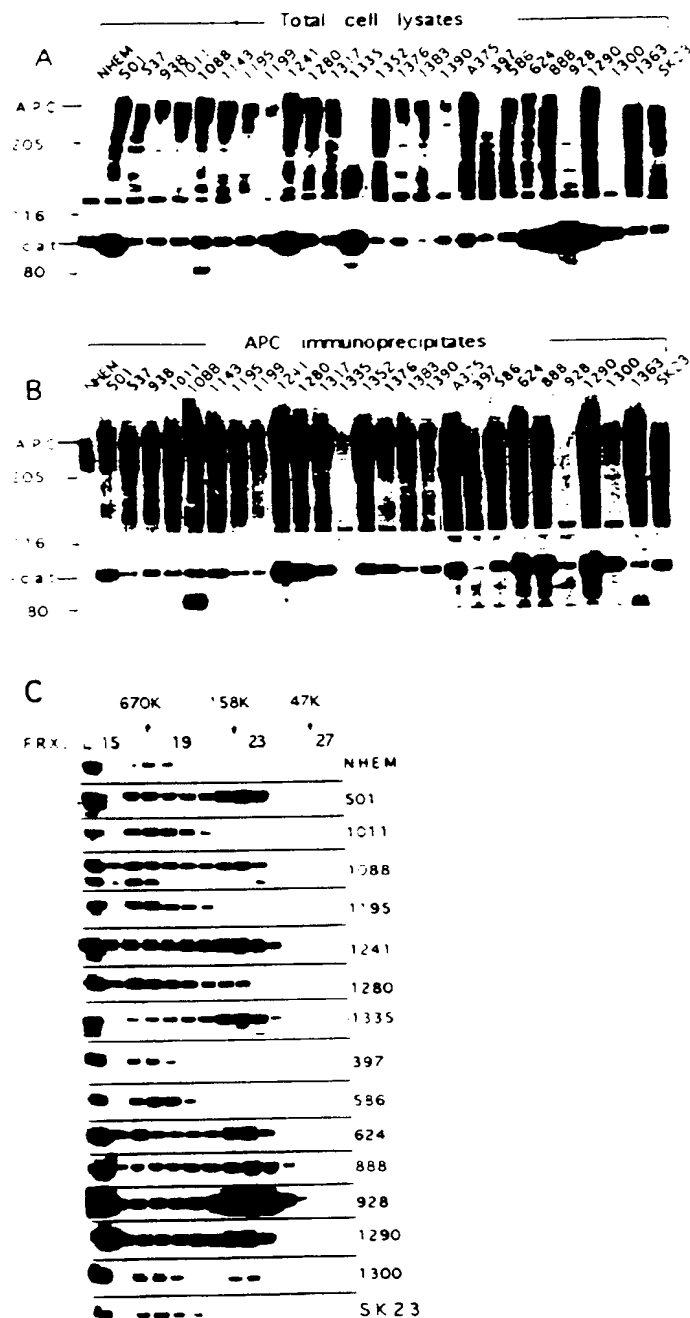 Total cell lysates
A
NHEM 501 537 938 1011 1088 1143 1195 1199 1241 1280 1317 1335 1352 1376 1383 1390 A375 397 586 624 888 928 1290 1300 1363 SK23
APC
205
116
cat
80
APC immunoprecipitates
B
NHEM 501 537 938 1011 1088 1143 1195 1199 1241 1280 1317 1335 1352 1376 1383 1390 A375 397 586 624 888 928 1290 1300 1363 SK23
APC
205
116
cat
80
C
670K 158K 47K
FRX. L 15 19 23 27
NHEM
501
1011
1088
1195
1241
1280
1335
397
586
624
888
928
1290
1300
SK23